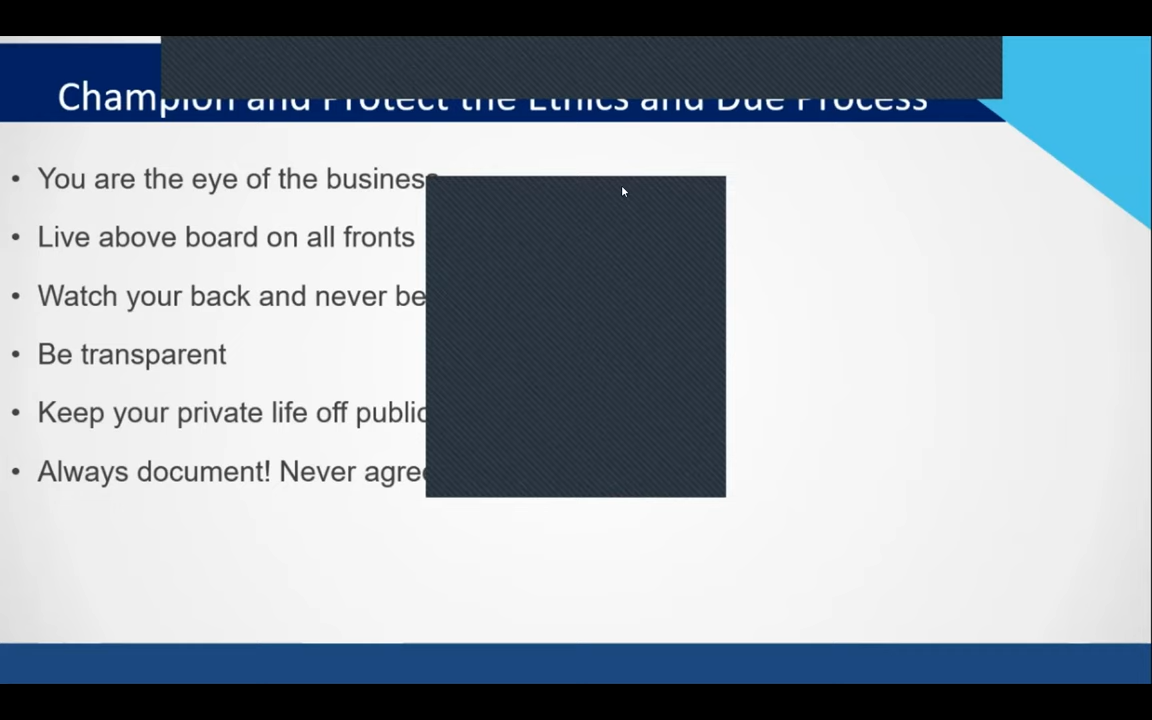 Champion and Protect the Ethics and Due Process
• You are the eye of the business
• Live above board on all fronts
• Watch your back and never be
• Be transparent
• Keep your private life off public
• Always document! Never agree